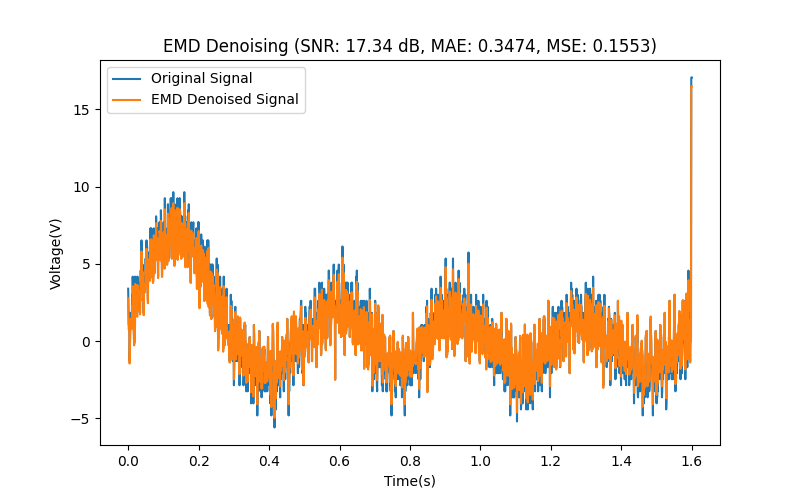 EMD Denoising (SNR: 17.34 dB, MAE: 0.3474, MSE: 0.1553)
Original Signal
EMD Denoised Signal
Voltage(V)
15
10
5
0
−5
0.0 0.2 0.4 0.6 0.8 1.0 1.2 1.4 1.6
Time(s)